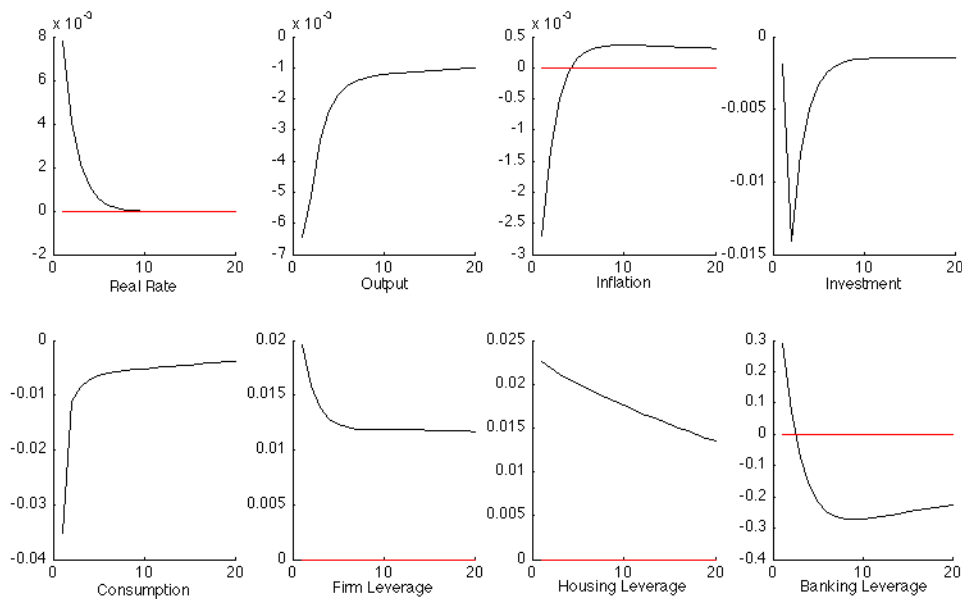 x 10⁻³
8
6
4
2
0
-2
0 10 20
Real Rate
x 10⁻³
0
-1
-2
-3
-4
-5
-6
-7
0 10 20
Output
x 10⁻³
0.5
0
-0.5
-1
-1.5
-2
-2.5
-3
0 10 20
Inflation
0
-0.005
-0.01
-0.015
0 10 20
Investment
0
-0.01
-0.02
-0.03
-0.04
0 10 20
Consumption
0.02
0.015
0.01
0.005
0
0 10 20
Firm Leverage
0.025
0.02
0.015
0.01
0.005
0
0 10 20
Housing Leverage
0.3
0.2
0.1
0
-0.1
-0.2
-0.3
-0.4
0 10 20
Banking Leverage